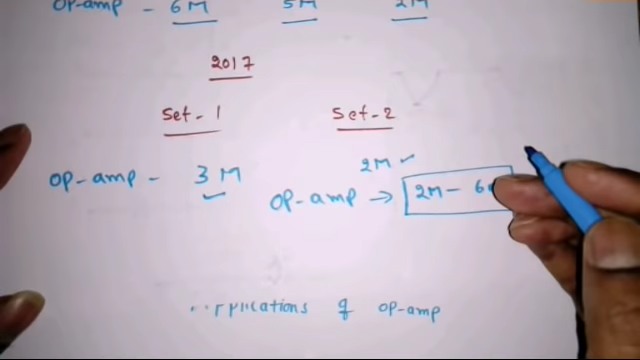 op-amp - 6M 5M 2M
2017
Set-1 Set-2
op-amp - 3M 2M ✓
op-amp → 2M - 6
of op-amp